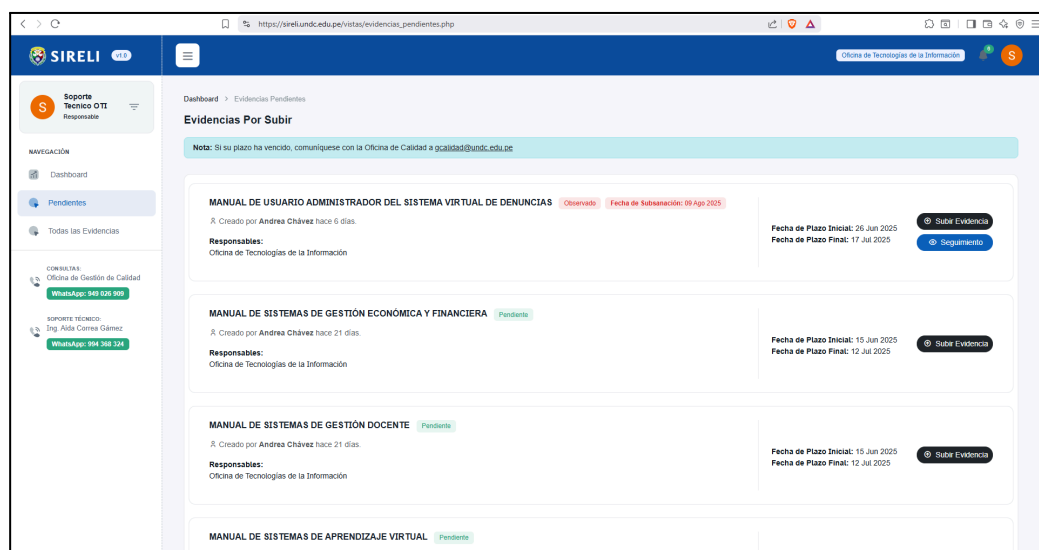 https://sireli.undc.edu.pe/vistas/evidencias_pendientes.php
SIRELI v1.0
Oficina de Tecnologías de la Información
S
S
Soporte
Tecnico OTI
Responsable
NAVEGACIÓN
Dashboard
Pendientes
Todas las Evidencias
CONSULTAS:
Oficina de Gestión de Calidad
WhatsApp: 949 026 909
SOPORTE TÉCNICO:
Ing. Aida Correa Gámez
WhatsApp: 994 368 324
Dashboard > Evidencias Pendientes
Evidencias Por Subir
Nota: Si su plazo ha vencido, comuníquese con la Oficina de Calidad a gcalidad@undc.edu.pe
MANUAL DE USUARIO ADMINISTRADOR DEL SISTEMA VIRTUAL DE DENUNCIAS Observado Fecha de Subsanación: 09 Ago 2025
Creado por Andrea Chávez hace 6 días.
Responsables:
Oficina de Tecnologías de la Información
Fecha de Plazo Inicial: 26 Jun 2025
Fecha de Plazo Final: 17 Jul 2025
Subir Evidencia
Seguimiento
MANUAL DE SISTEMAS DE GESTIÓN ECONÓMICA Y FINANCIERA Pendiente
Creado por Andrea Chávez hace 21 días.
Responsables:
Oficina de Tecnologías de la Información
Fecha de Plazo Inicial: 15 Jun 2025
Fecha de Plazo Final: 12 Jul 2025
Subir Evidencia
MANUAL DE SISTEMAS DE GESTIÓN DOCENTE Pendiente
Creado por Andrea Chávez hace 21 días.
Responsables:
Oficina de Tecnologías de la Información
Fecha de Plazo Inicial: 15 Jun 2025
Fecha de Plazo Final: 12 Jul 2025
Subir Evidencia
MANUAL DE SISTEMAS DE APRENDIZAJE VIRTUAL Pendiente